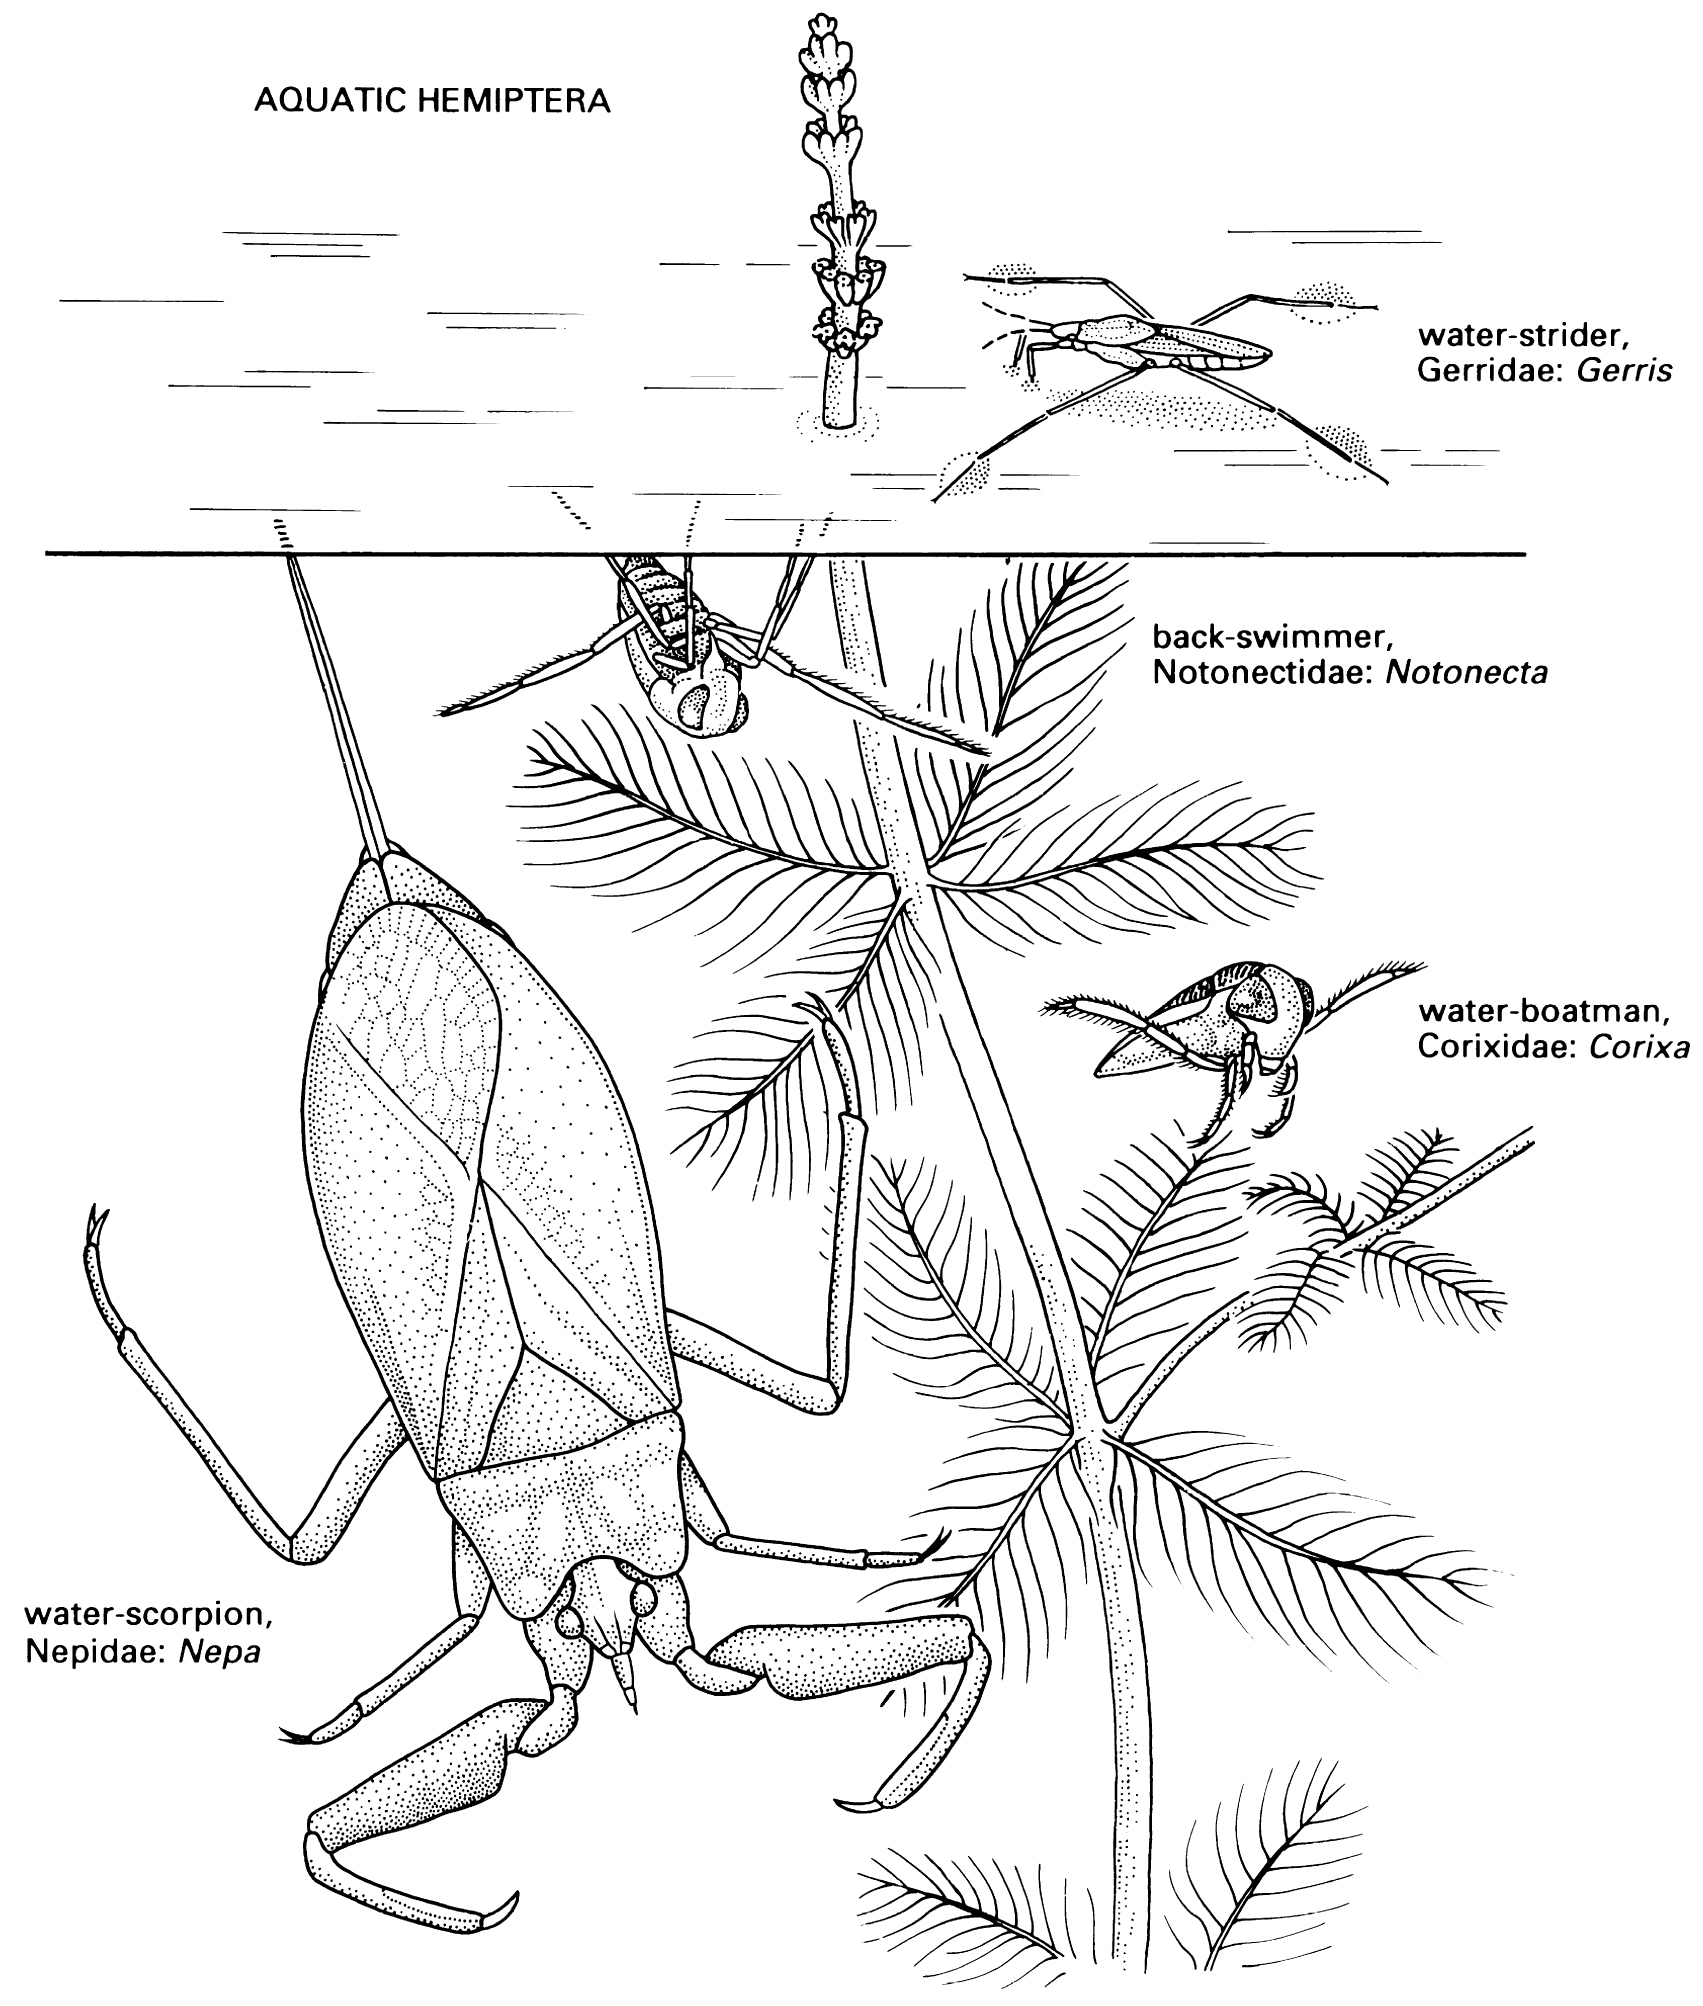 AQUATIC HEMIPTERA
water-strider,
Gerridae: Gerris
back-swimmer,
Notonectidae: Notonecta
water-boatman,
Corixidae: Corixa
water-scorpion,
Nepidae: Nepa